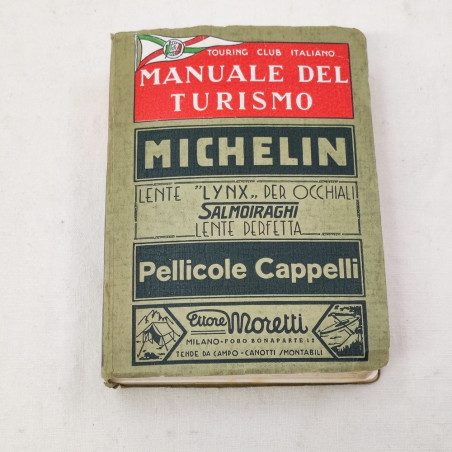 TOURING CLUB ITALIANO
MANUALE DEL
TURISMO
MICHELIN
LENTE "LYNX„ PER OCCHIALI
SALMOIRAGHI
LENTE PERFETTA
Pellicole Cappelli
Ettore Moretti
MILANO-FORO BONAPARTE 12
TENDE DA CAMPO - CANOTTI SMONTABILI